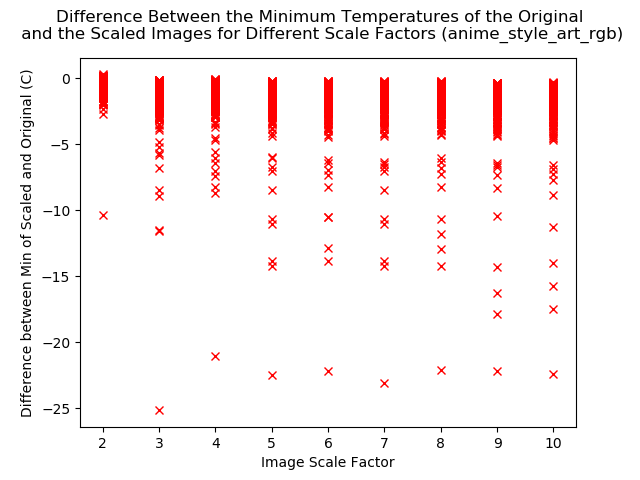 Difference Between the Minimum Temperatures of the Original
and the Scaled Images for Different Scale Factors (anime_style_art_rgb)
Difference between Min of Scaled and Original (C)
0
−5
−10
−15
−20
−25
2 3 4 5 6 7 8 9 10
Image Scale Factor